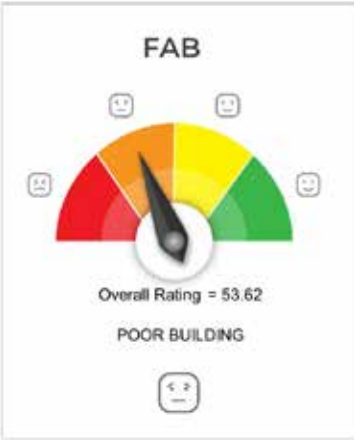 FAB
Overall Rating = 53.62
POOR BUILDING